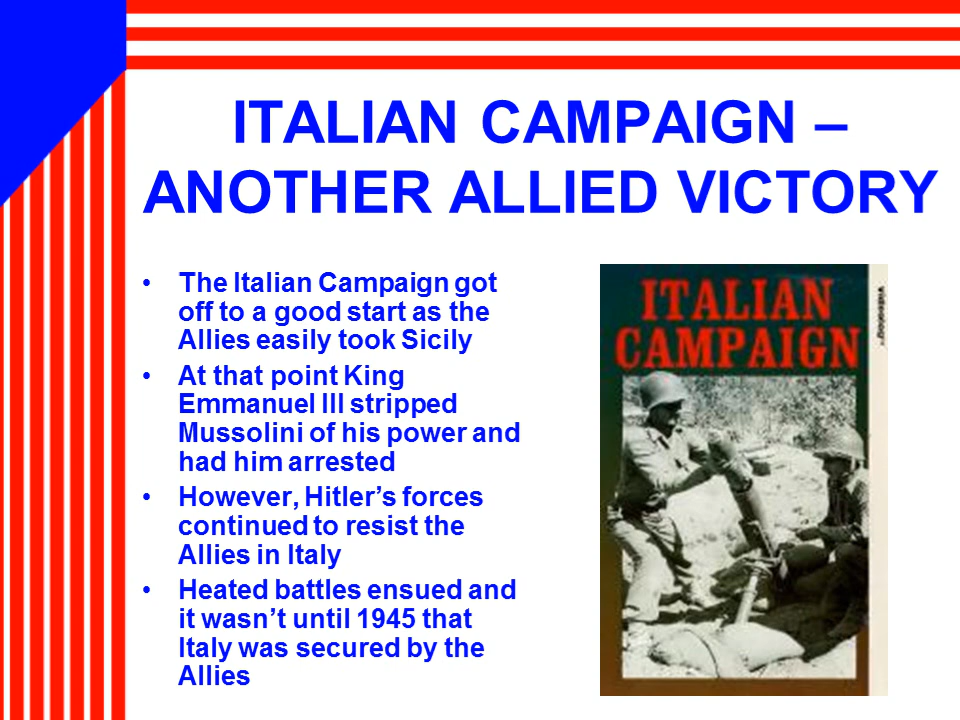 ITALIAN CAMPAIGN –
ANOTHER ALLIED VICTORY
• The Italian Campaign got
off to a good start as the
Allies easily took Sicily
• At that point King
Emmanuel III stripped
Mussolini of his power and
had him arrested
• However, Hitler’s forces
continued to resist the
Allies in Italy
• Heated battles ensued and
it wasn’t until 1945 that
Italy was secured by the
Allies
ITALIAN
CAMPAIGN